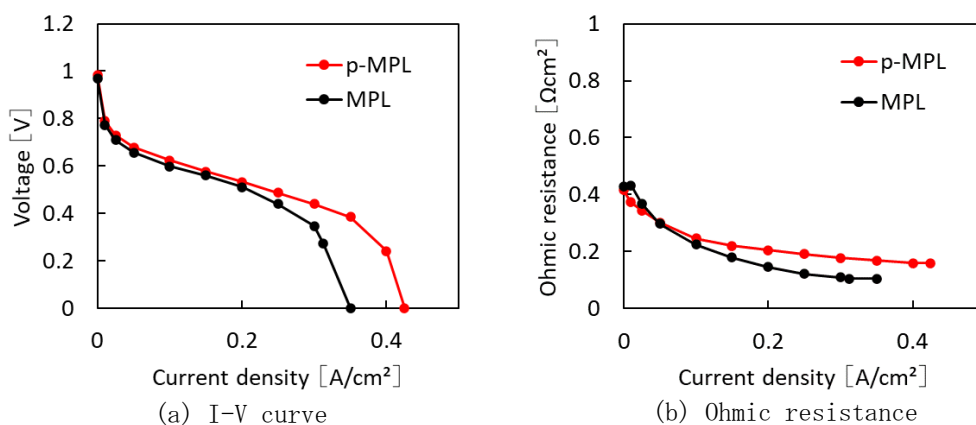 1.2
1
0.8
0.6
0.4
0.2
0
Voltage［V］
p-MPL
MPL
0
0.2
0.4
Current density［A/cm²］
(a) I-V curve
1
0.8
0.6
0.4
0.2
0
Ohmic resistance［Ωcm²］
p-MPL
MPL
0
0.2
0.4
Current density［A/cm²］
(b) Ohmic resistance